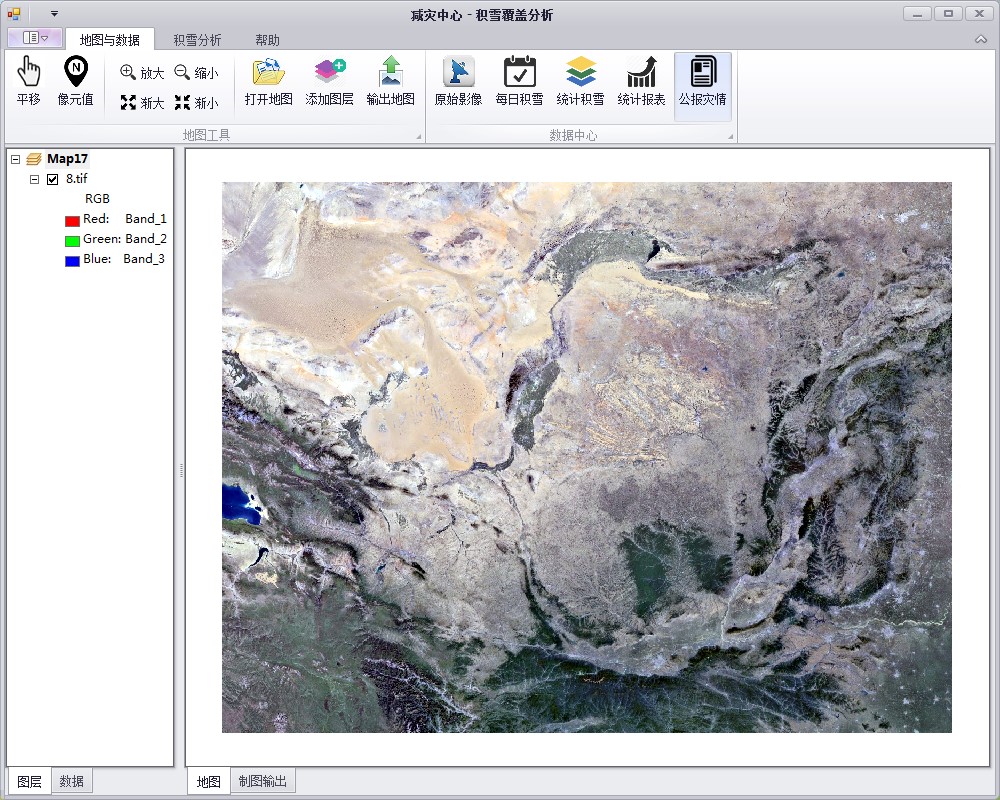 减灾中心 - 积雪覆盖分析
地图与数据 积雪分析 帮助
平移 像元值 放大 缩小 渐大 渐小 打开地图 添加图层 输出地图 原始影像 每日积雪 统计积雪 统计报表 公报灾情
地图工具 数据中心
Map17
8.tif
RGB
Red: Band_1
Green: Band_2
Blue: Band_3
图层 数据 地图 制图输出